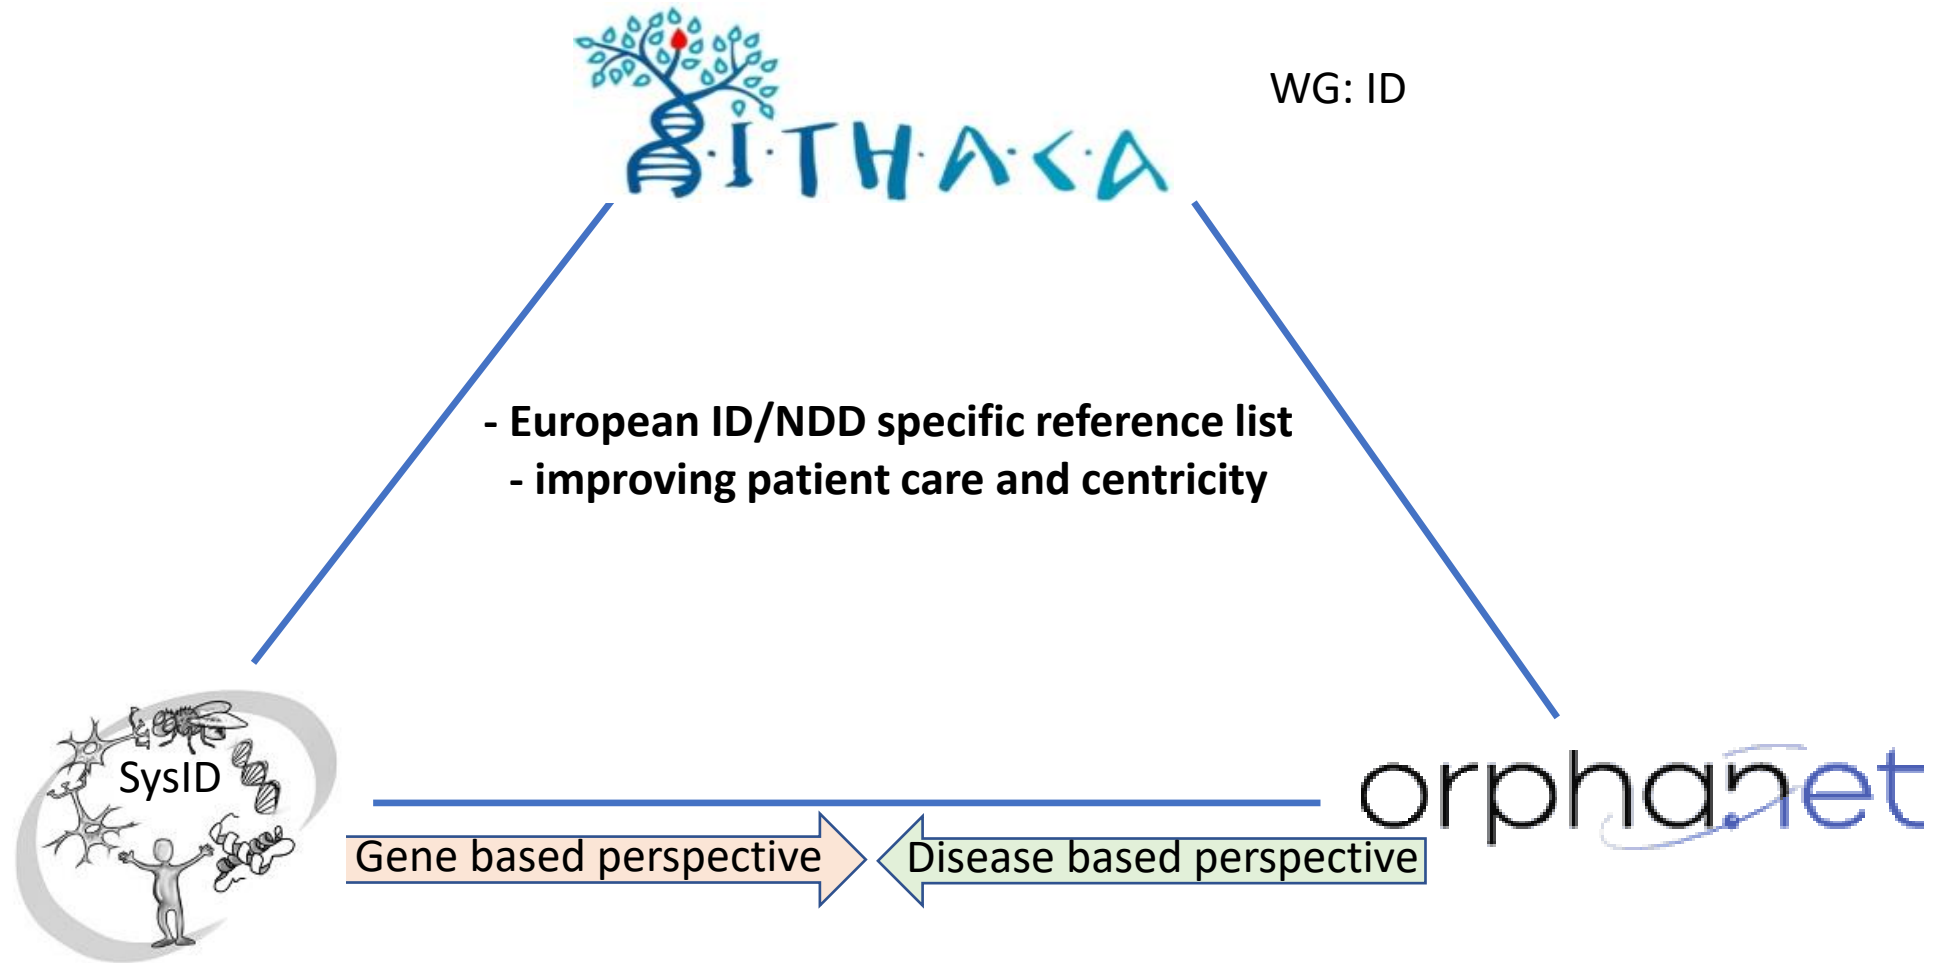 WG: ID
·I·T·H·A·C·A
- European ID/NDD specific reference list
- improving patient care and centricity
SysID
orphanet
Gene based perspective
Disease based perspective